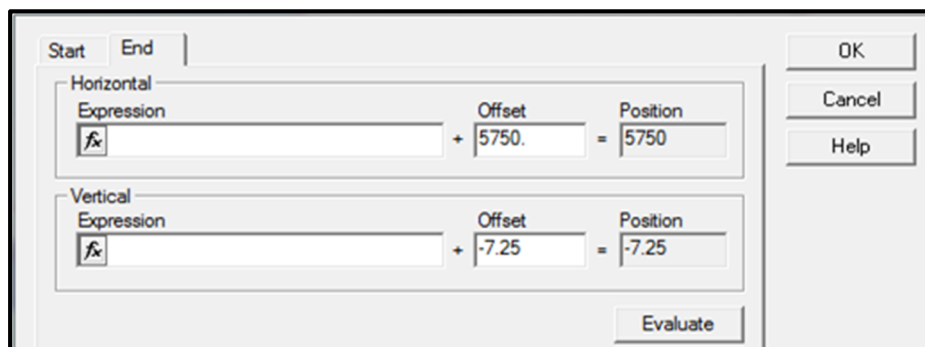 Start End
OK
Horizontal
Expression Offset Position
Cancel
fx + 5750. = 5750
Help
Vertical
Expression Offset Position
fx + -7.25 = -7.25
Evaluate